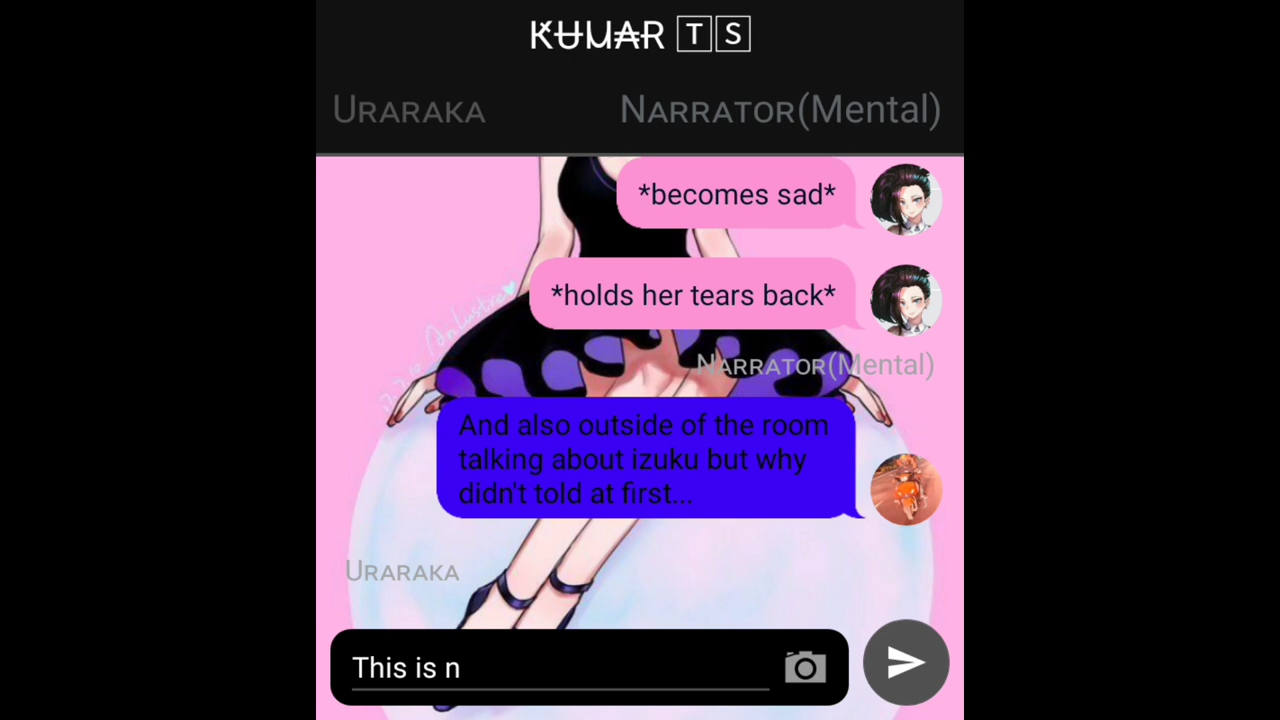 KUMAR 🅃🅂
URARAKA
NARRATOR(Mental)
*becomes sad*
*holds her tears back*
NARRATOR(Mental)
And also outside of the room
talking about izuku but why
didn't told at first...
URARAKA
This is n